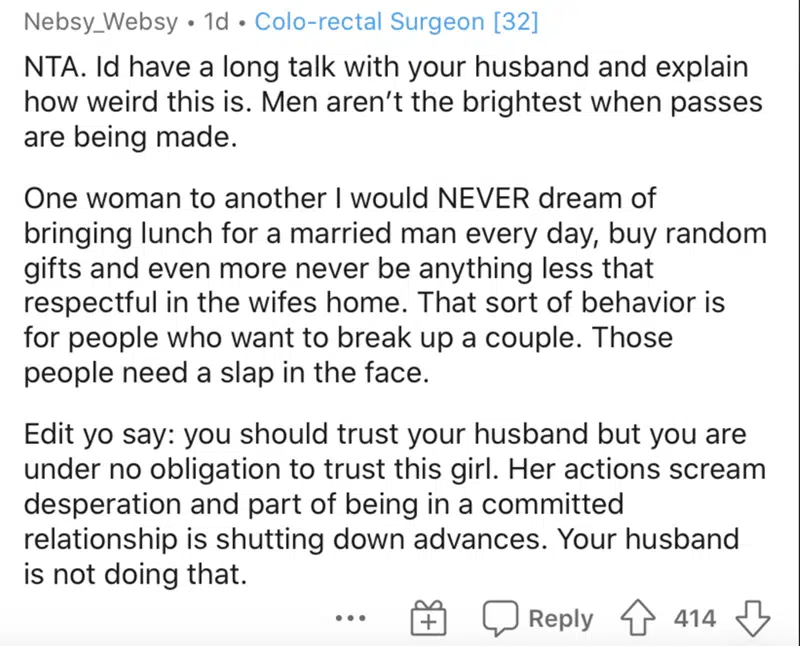 Nebsy_Websy • 1d • Colo-rectal Surgeon [32]
NTA. Id have a long talk with your husband and explain
how weird this is. Men aren’t the brightest when passes
are being made.
One woman to another I would NEVER dream of
bringing lunch for a married man every day, buy random
gifts and even more never be anything less that
respectful in the wifes home. That sort of behavior is
for people who want to break up a couple. Those
people need a slap in the face.
Edit yo say: you should trust your husband but you are
under no obligation to trust this girl. Her actions scream
desperation and part of being in a committed
relationship is shutting down advances. Your husband
is not doing that.
... Reply 414